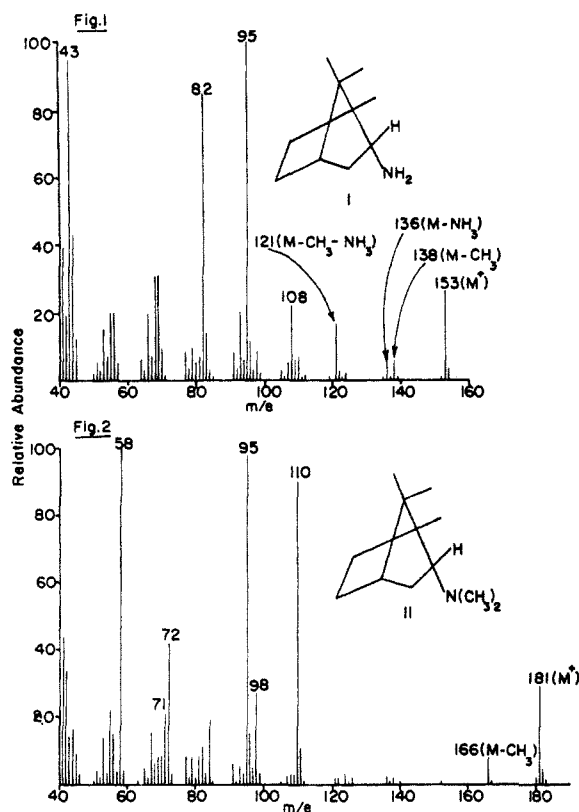 Fig.1
100
80
60
40
20
43
82
95
H
NH₂
I
121(M-CH₃-NH₃)
136(M-NH₃)
138(M-CH₃)
153(M⁺)
108
40 60 80 100 120 140 160
m/e
Relative Abundance
Fig.2
100
80
60
40
20
58
95
110
H
N(CH₃)₂
II
72
71
98
181(M⁺)
166(M-CH₃)
40 60 80 100 120 140 160 180
m/e